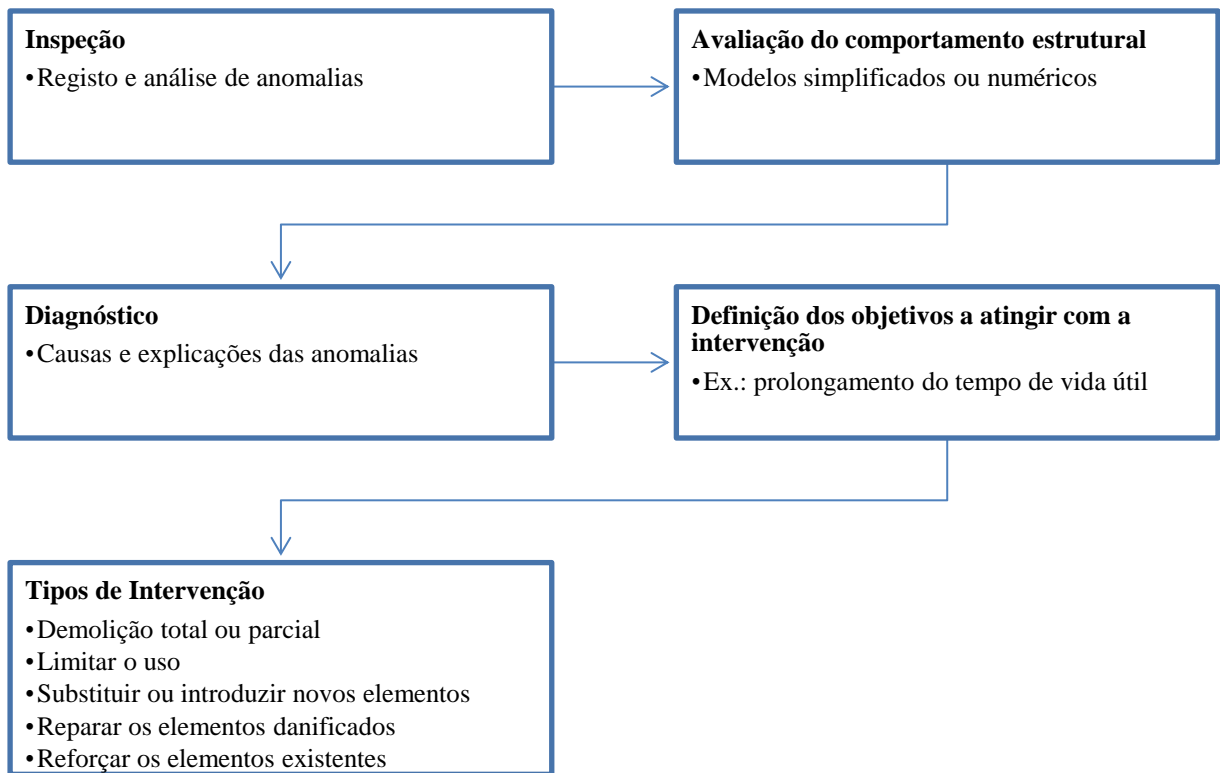 Inspeção
•Registo e análise de anomalias
Avaliação do comportamento estrutural
•Modelos simplificados ou numéricos
Diagnóstico
•Causas e explicações das anomalias
Definição dos objetivos a atingir com a
intervenção
•Ex.: prolongamento do tempo de vida útil
Tipos de Intervenção
•Demolição total ou parcial
•Limitar o uso
•Substituir ou introduzir novos elementos
•Reparar os elementos danificados
•Reforçar os elementos existentes